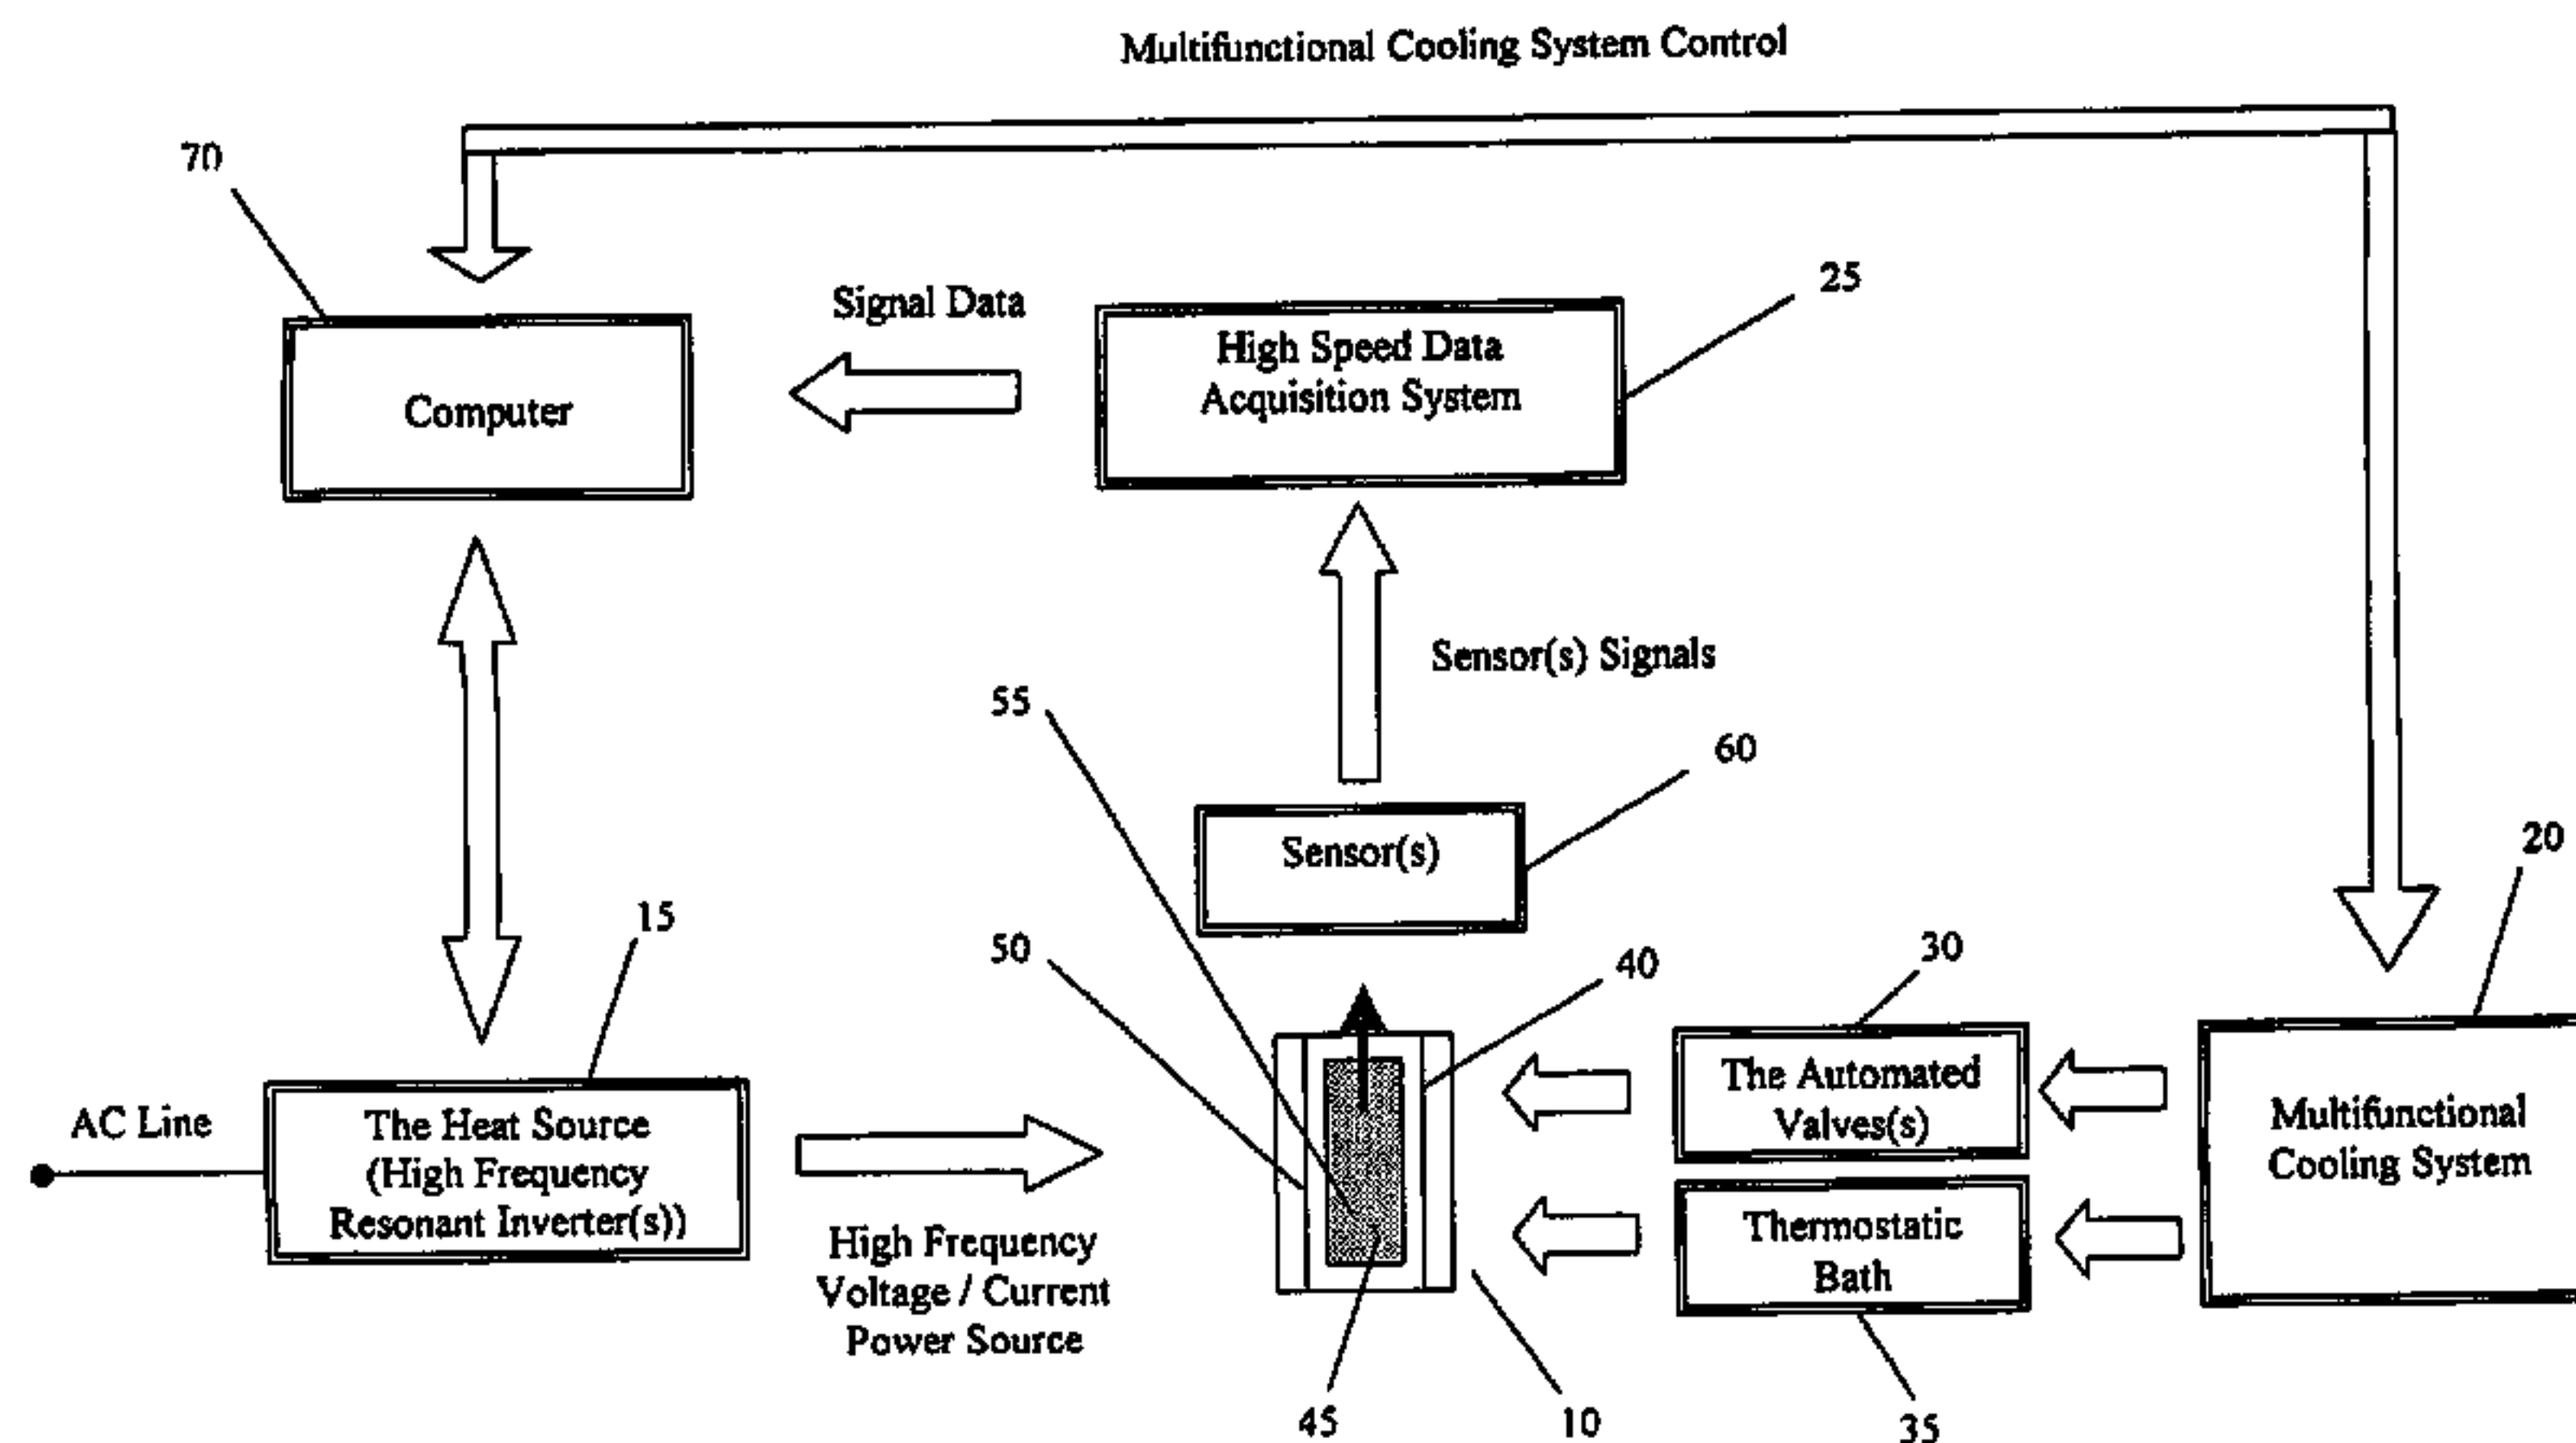 Multifunctional Cooling System Control
70
25
Signal Data
High Speed Data
Acquisition System
Computer
Sensor(s) Signals
55
60
Sensor(s)
20
15
50
40
30
AC Line
The Heat Source
(High Frequency
Resonant Inverter(s))
The Automated
Valves(s)
Multifunctional
Cooling System
High Frequency
Voltage / Current
Power Source
Thermostatic
Bath
45
10
35